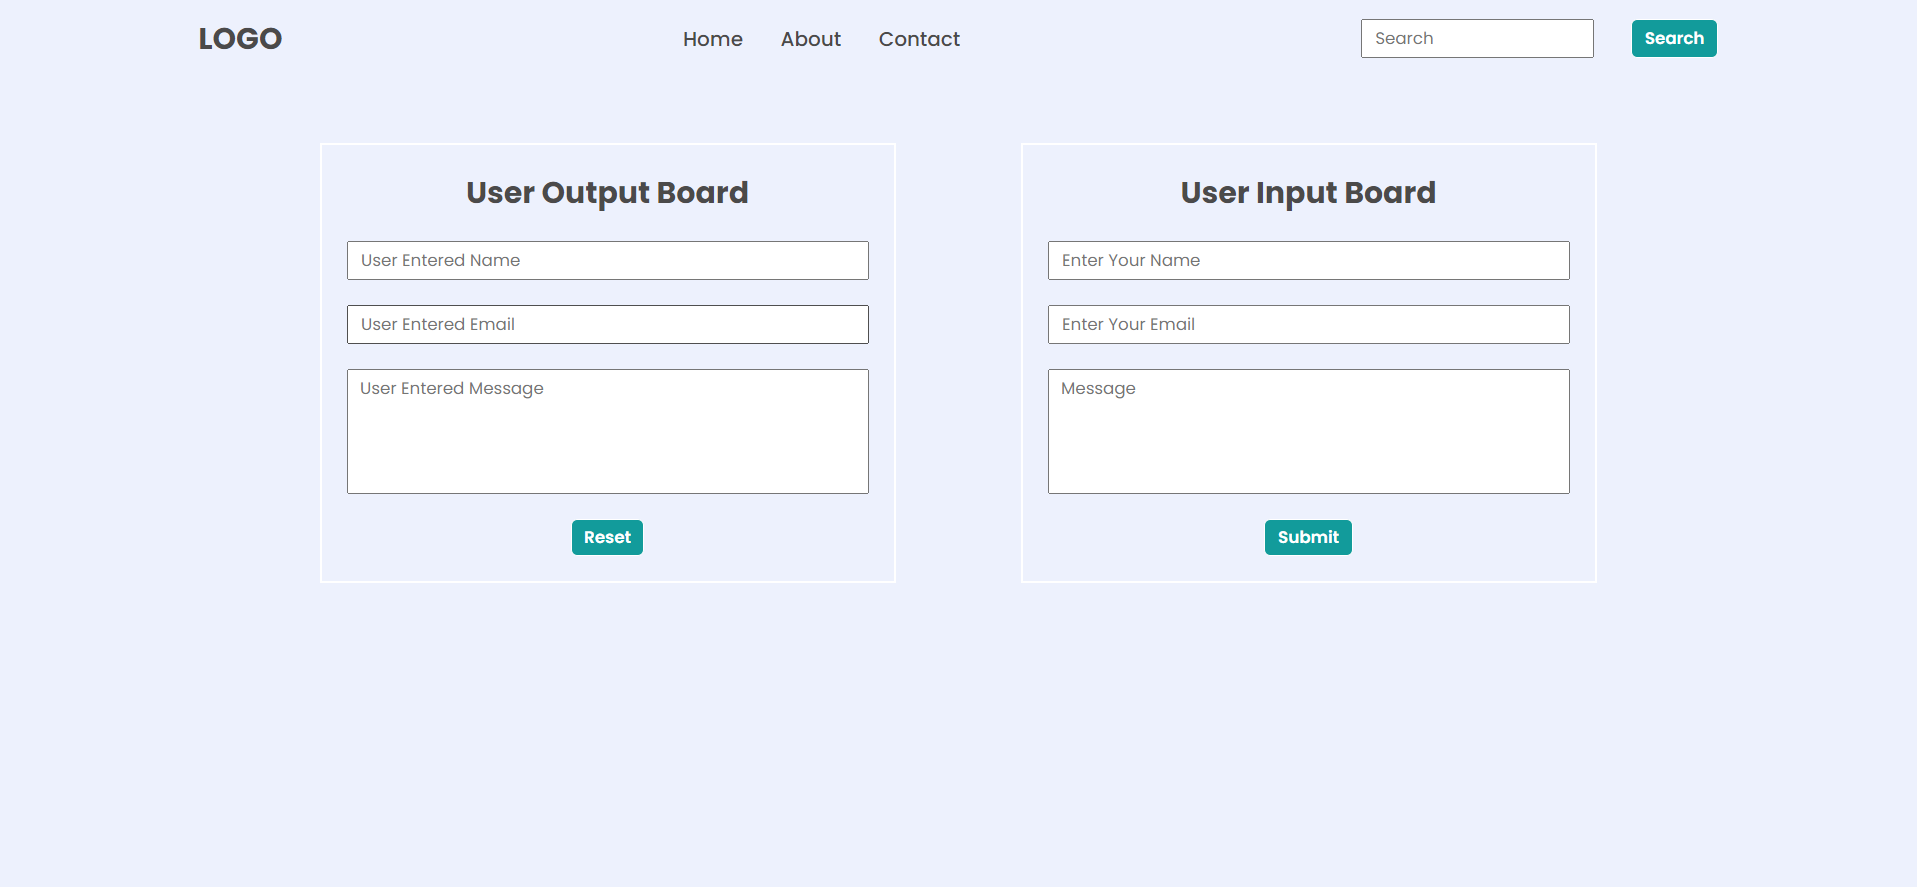 LOGO
Home
About
Contact
Search
Search
User Output Board
User Entered Name
User Entered Email
User Entered Message
Reset
User Input Board
Enter Your Name
Enter Your Email
Message
Submit